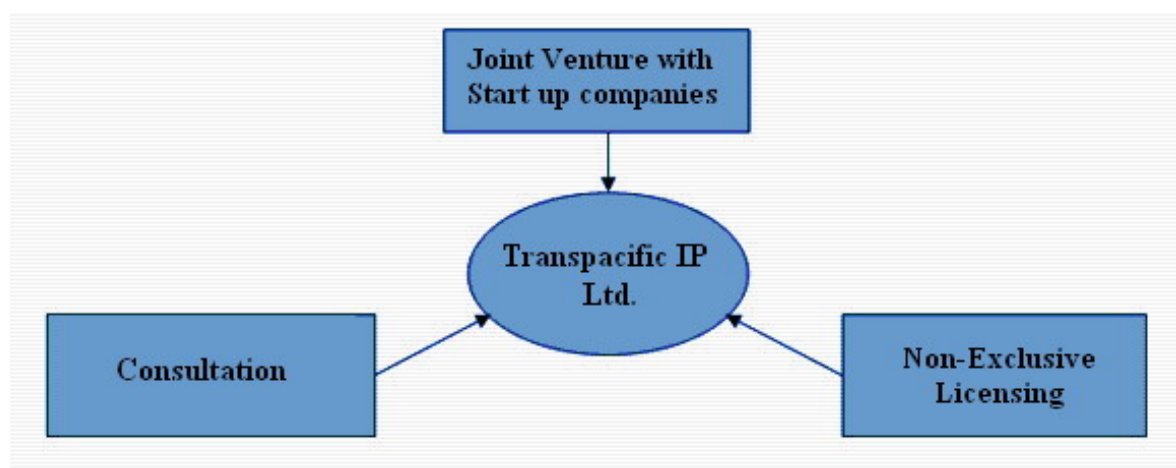 Joint Venture with
Start up companies
Transpacific IP
Ltd.
Consultation
Non-Exclusive
Licensing